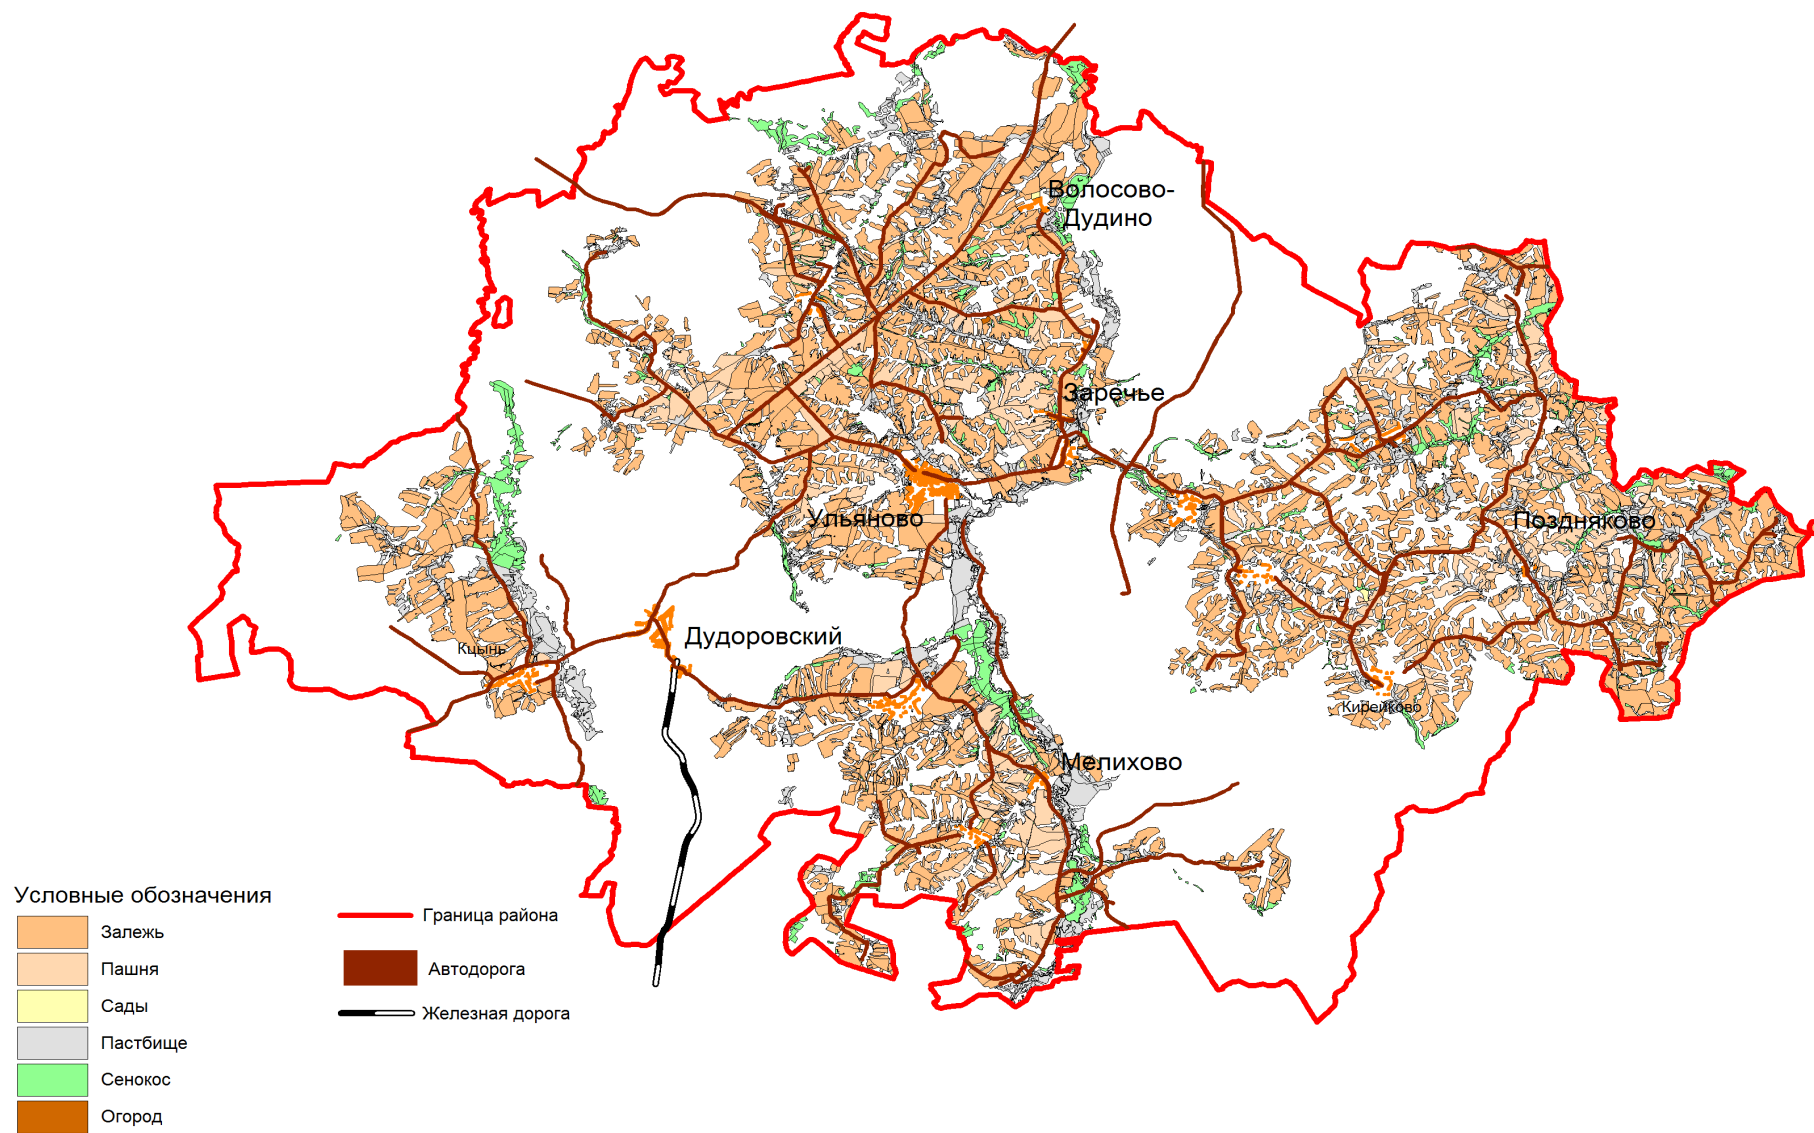 Волосово-
Дудино
Заречье
Ульяново
Поздняково
Дудоровский
Кцынь
Кирейково
Мелихово
Условные обозначения
Залежь
Пашня
Сады
Пастбище
Сенокос
Огород
Граница района
Автодорога
Железная дорога